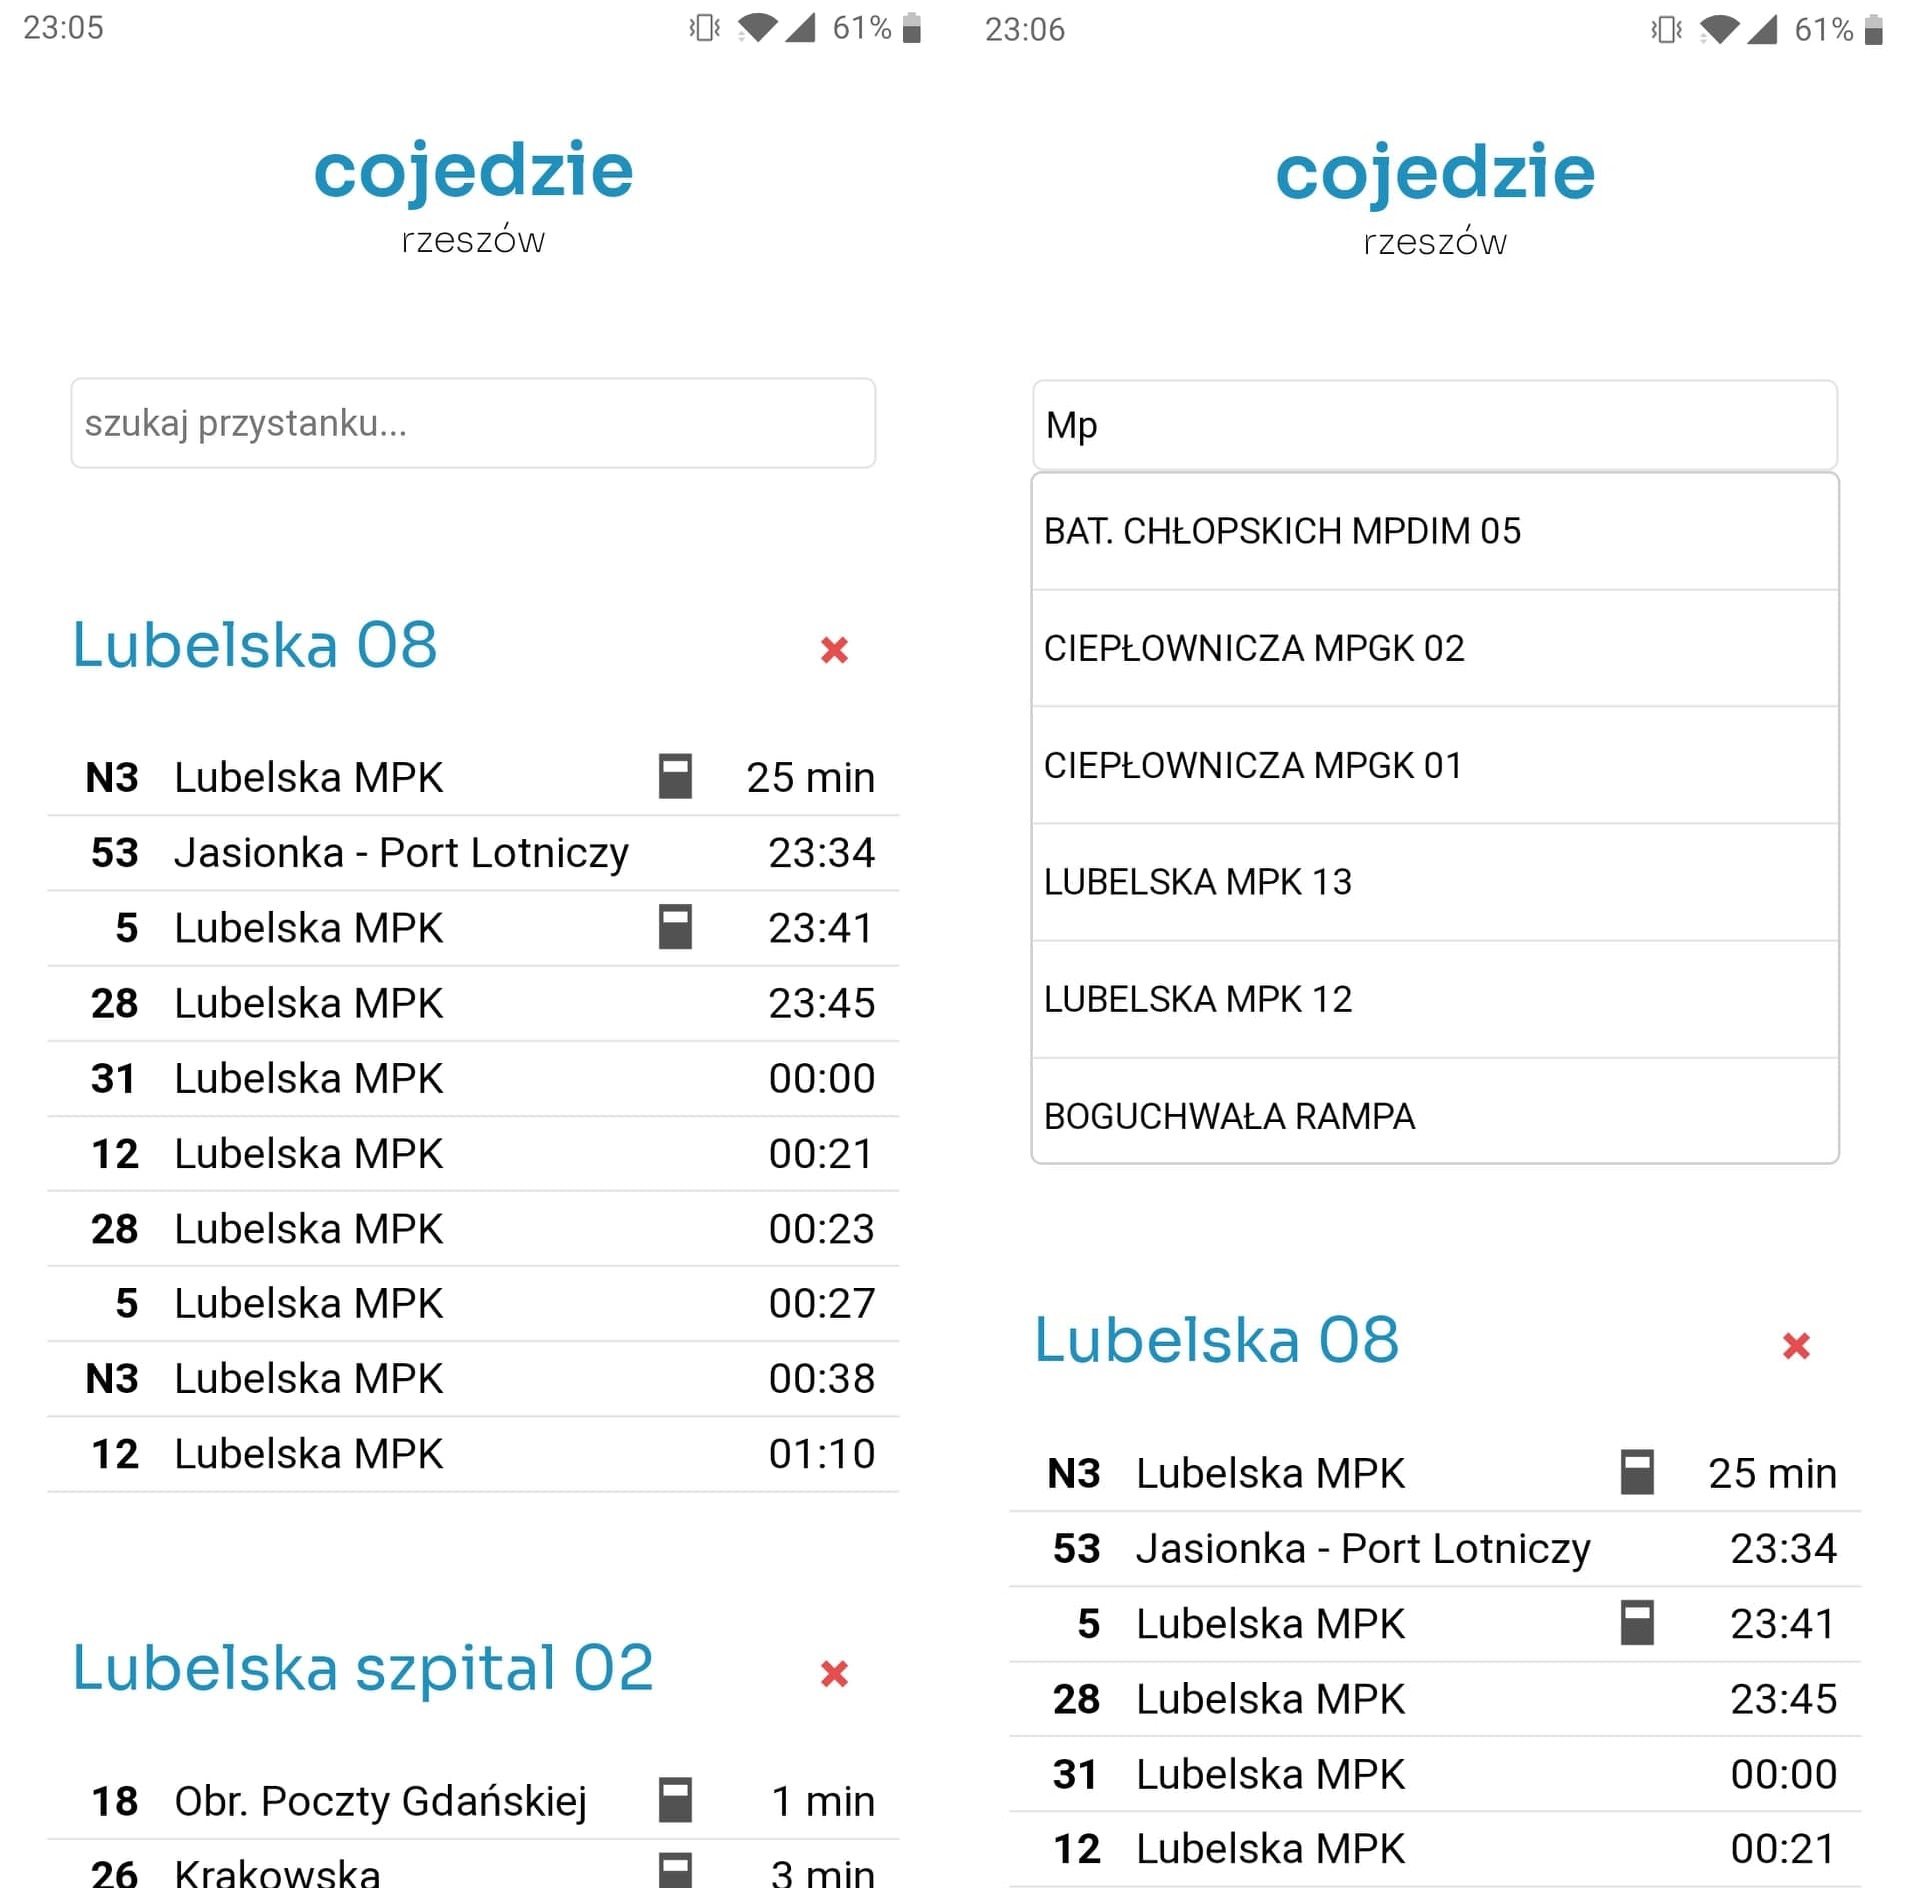 23:05
61%
cojedzie
rzeszów
szukaj przystanku...
Lubelska 08
N3 Lubelska MPK 25 min
53 Jasionka - Port Lotniczy 23:34
5 Lubelska MPK 23:41
28 Lubelska MPK 23:45
31 Lubelska MPK 00:00
12 Lubelska MPK 00:21
28 Lubelska MPK 00:23
5 Lubelska MPK 00:27
N3 Lubelska MPK 00:38
12 Lubelska MPK 01:10
Lubelska szpital 02
18 Obr. Poczty Gdańskiej 1 min
26 Krakowska 3 min
23:06
61%
cojedzie
rzeszów
Mp
BAT. CHŁOPSKICH MPDIM 05
CIEPŁOWNICZA MPGK 02
CIEPŁOWNICZA MPGK 01
LUBELSKA MPK 13
LUBELSKA MPK 12
BOGUCHWAŁA RAMPA
Lubelska 08
N3 Lubelska MPK 25 min
53 Jasionka - Port Lotniczy 23:34
5 Lubelska MPK 23:41
28 Lubelska MPK 23:45
31 Lubelska MPK 00:00
12 Lubelska MPK 00:21